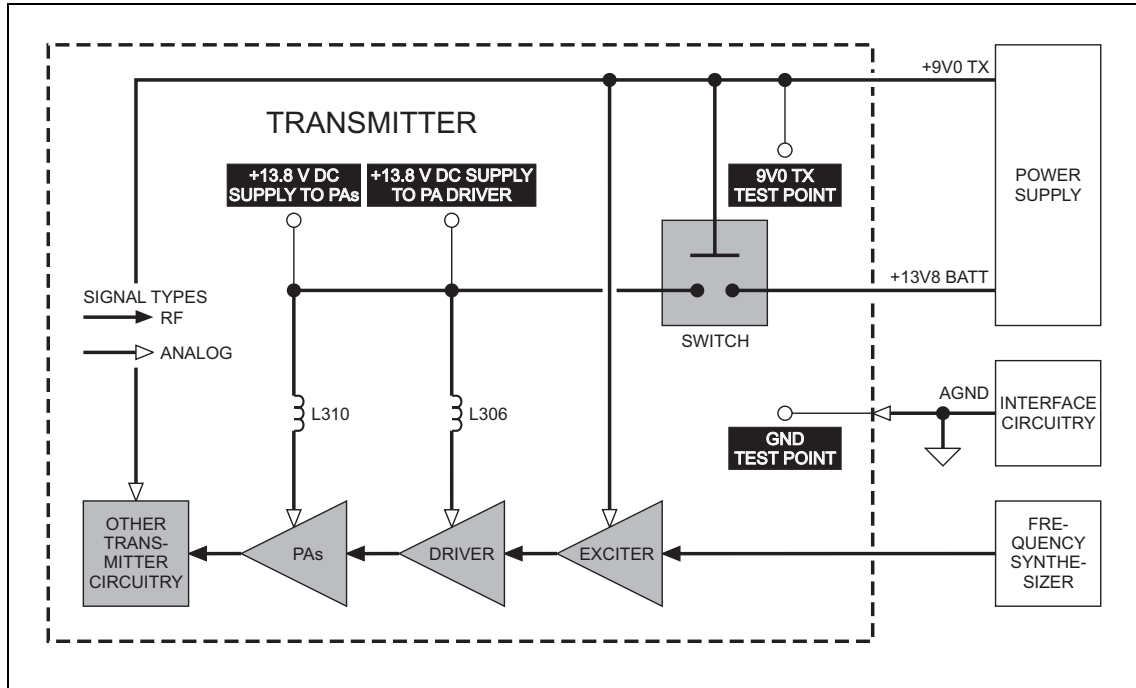 +9V0 TX
TRANSMITTER
+13.8 V DC
SUPPLY TO PAs
+13.8 V DC SUPPLY
TO PA DRIVER
9V0 TX
TEST POINT
POWER
SUPPLY
+13V8 BATT
SIGNAL TYPES
RF
ANALOG
SWITCH
L310
L306
AGND
INTERFACE
CIRCUITRY
GND
TEST POINT
OTHER
TRANS-
MITTER
CIRCUITRY
PAs
DRIVER
EXCITER
FRE-
QUENCY
SYNTHE-
SIZER